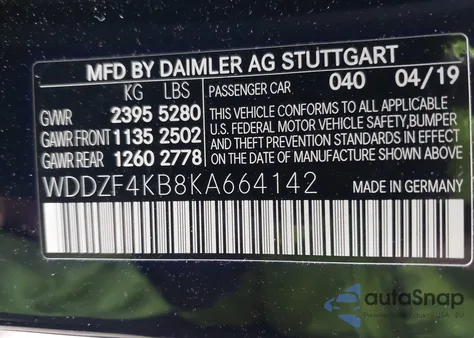 MFD BY DAIMLER AG STUTTGART
KG LBS
GVWR 2395 5280
GAWR FRONT 1135 2502
GAWR REAR 1260 2778
PASSENGER CAR 040 04/19
THIS VEHICLE CONFORMS TO ALL APPLICABLE
U.S. FEDERAL MOTOR VEHICLE SAFETY, BUMPER
AND THEFT PREVENTION STANDARDS IN
EFFECT ON THE DATE OF MANUFACTURE
SHOWN ABOVE.
WDDZF4KB8KA664142 MADE IN GERMANY
autoSnap